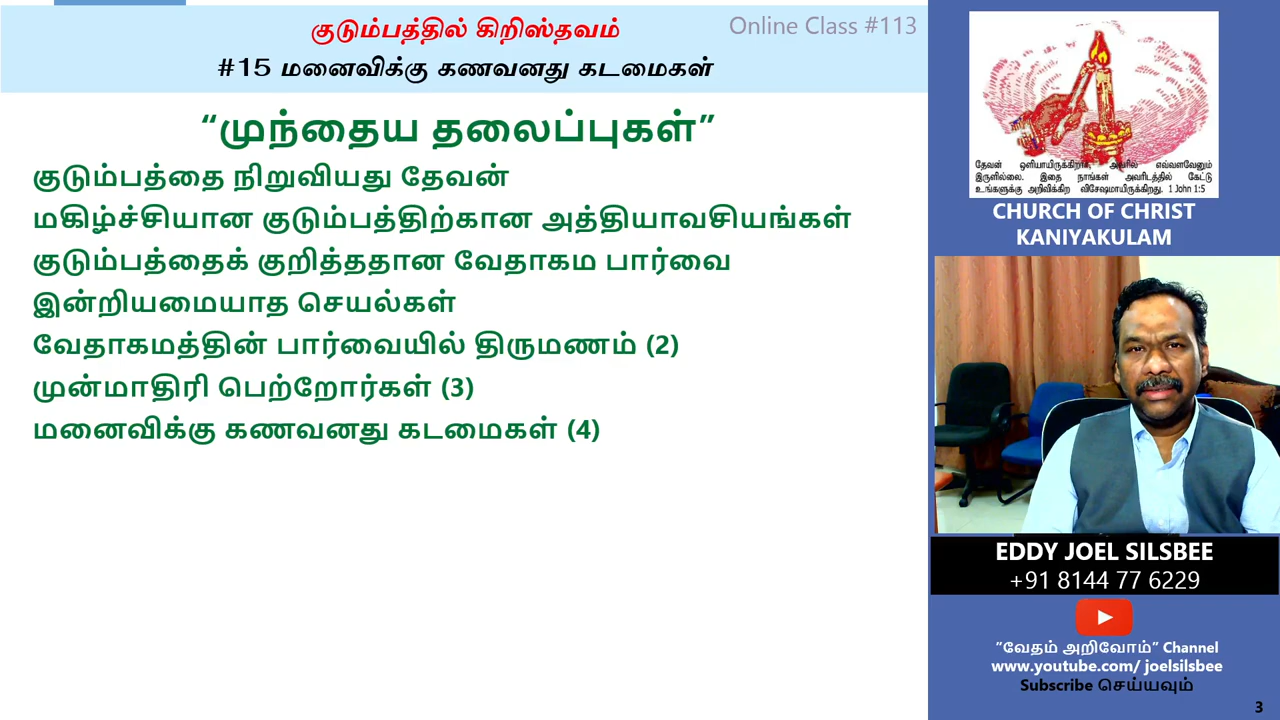 குடும்பத்தில் கிறிஸ்தவம்
Online Class #113
#15 மனைவிக்கு கணவனது கடமைகள்
“முந்தைய தலைப்புகள்”
குடும்பத்தை நிறுவியது தேவன்
மகிழ்ச்சியான குடும்பத்திற்கான அத்தியாவசியங்கள்
குடும்பத்தைக் குறித்ததான வேதாகம பார்வை
இன்றியமையாத செயல்கள்
வேதாகமத்தின் பார்வையில் திருமணம் (2)
முன்மாதிரி பெற்றோர்கள் (3)
மனைவிக்கு கணவனது கடமைகள் (4)
தேவன் ஒளியாயிருக்கிறார், அவரில் எவ்வளவேனும்
இருளில்லை. இதை நாங்கள் அவரிடத்தில் கேட்டு
உங்களுக்கு அறிவிக்கிற விசேஷமாயிருக்கிறது. 1 John 1:5
CHURCH OF CHRIST
KANIYAKULAM
EDDY JOEL SILSBEE
+91 8144 77 6229
”வேதம் அறிவோம்” Channel
www.youtube.com/ joelsilsbee
Subscribe செய்யவும்
3